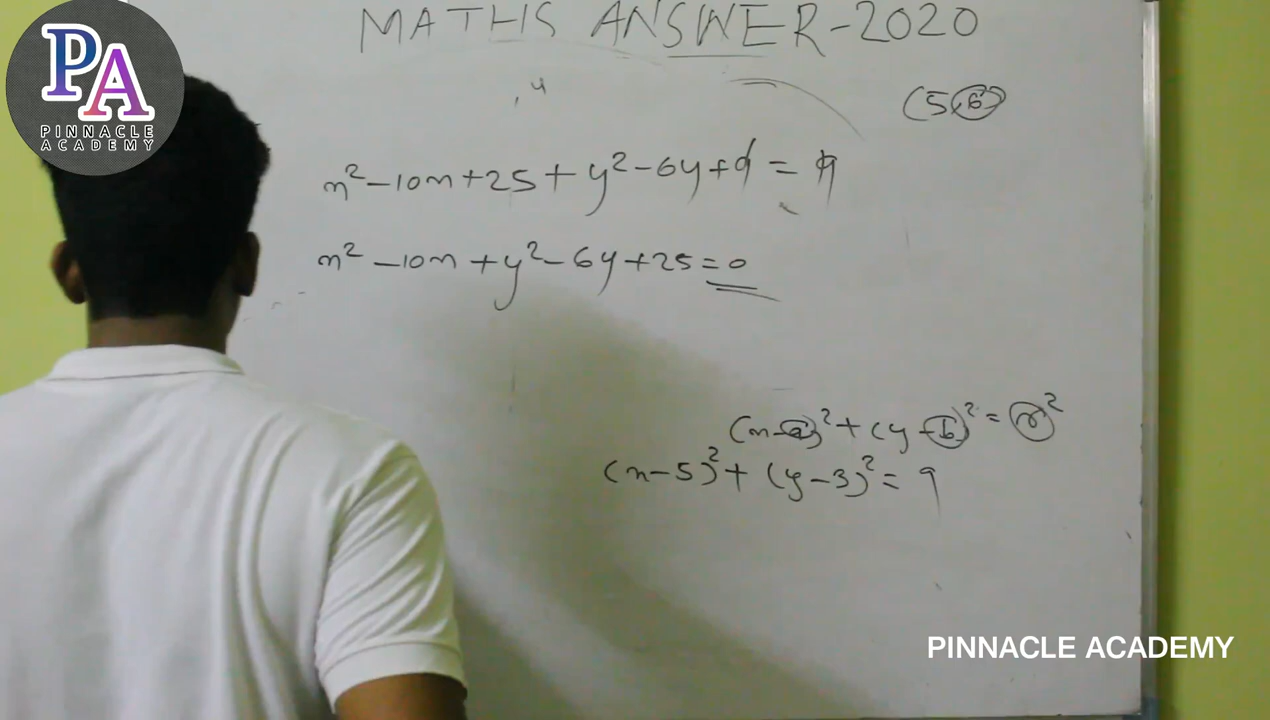 PA
PINNACLE
ACADEMY
MATHS ANSWER-2020
(5,6)
x²-10x+25+y²-6y+9=9
x²-10x+y²-6y+25=0
(x-a)²+(y-b)²=r²
(x-5)²+(y-3)²=9
PINNACLE ACADEMY